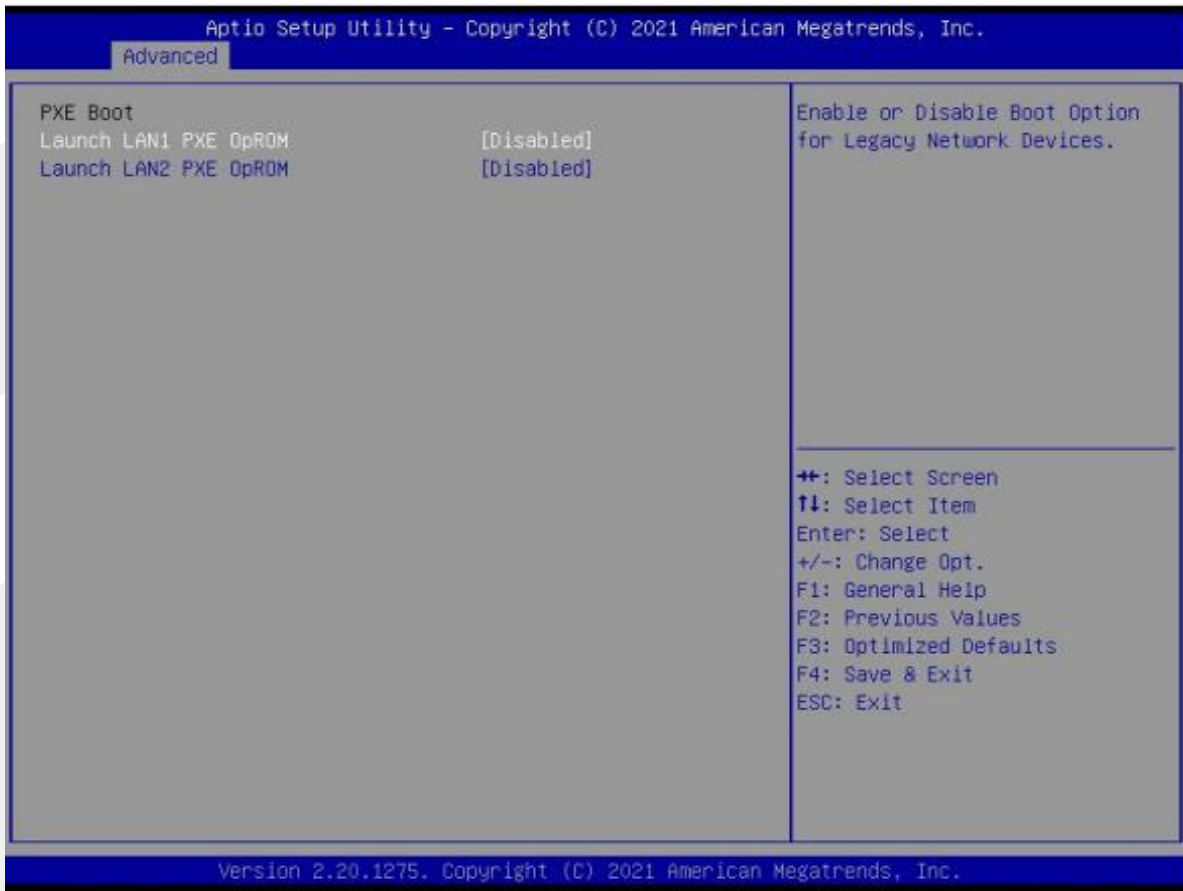 Aptio Setup Utility - Copyright (C) 2021 American Megatrends, Inc.
Advanced
PXE Boot
Launch LAN1 PXE OpROM [Disabled]
Launch LAN2 PXE OpROM [Disabled]
Enable or Disable Boot Option
for Legacy Network Devices.
→←: Select Screen
↑↓: Select Item
Enter: Select
+/-: Change Opt.
F1: General Help
F2: Previous Values
F3: Optimized Defaults
F4: Save & Exit
ESC: Exit
Version 2.20.1275. Copyright (C) 2021 American Megatrends, Inc.